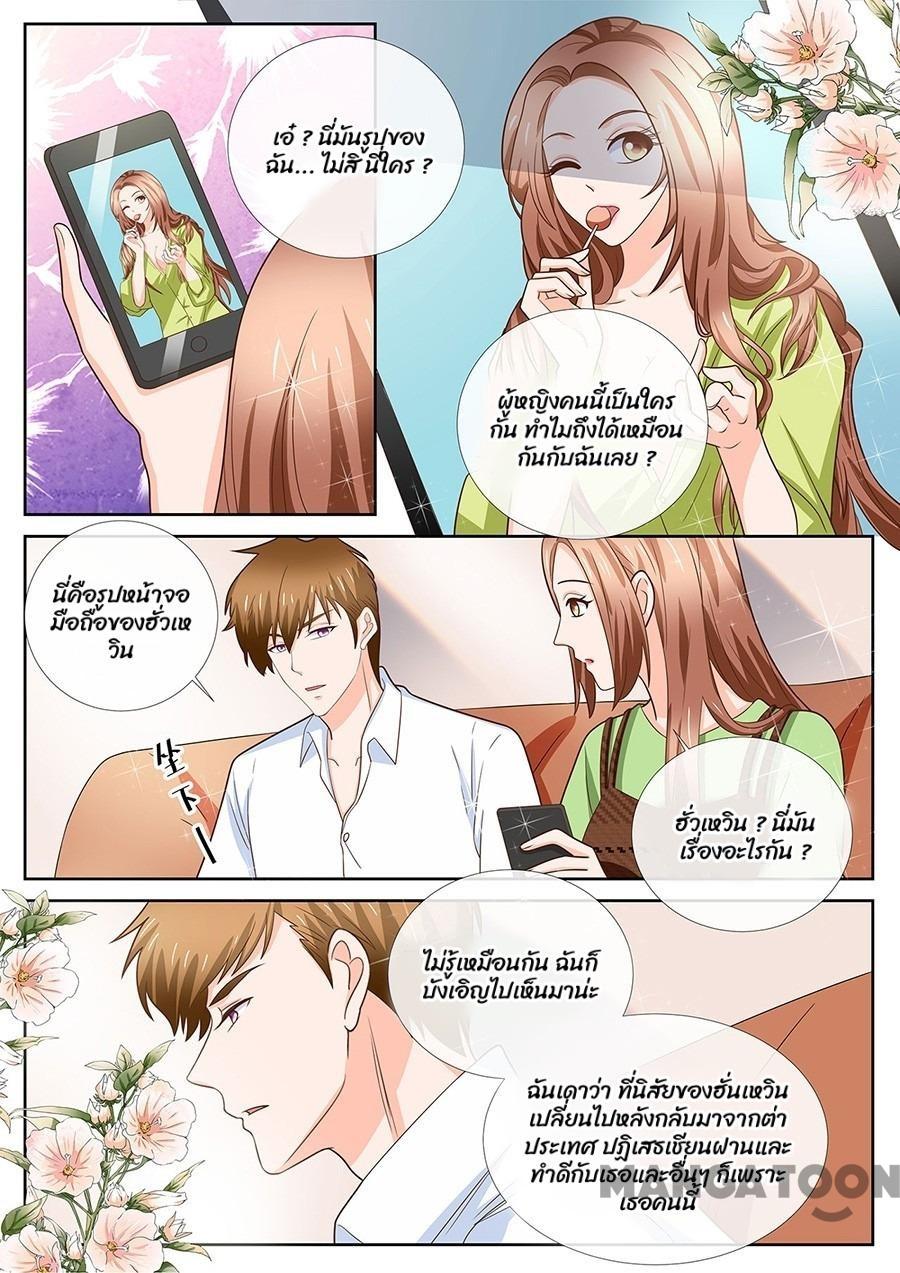 เอ๋ ? นี่มันรูปของ
ฉัน... ไม่สิ นี่ใคร ?
ผู้หญิงคนนี้เป็นใคร
กัน ทำไมถึงได้เหมือน
กันกับฉันเลย ?
นี่คือรูปหน้าจอ
มือถือของฮั่วเห
วิน
坐
下
ฮั่วเหวิน ? นี่มัน
เรื่องอะไรกัน ?
ไม่รู้เหมือนกัน ฉันก็
บังเอิญไปเห็นมาน่ะ
ฉันเดาว่า ที่นิสัยของฮั่นเหวิน
เปลี่ยนไปหลังกลับมาจากต่า
ประเทศ ปฏิเสธเชียนฝานและ
ทำดีกับเธอและอื่นๆ ก็เพราะ
เธอคนนี้
MANGATOON